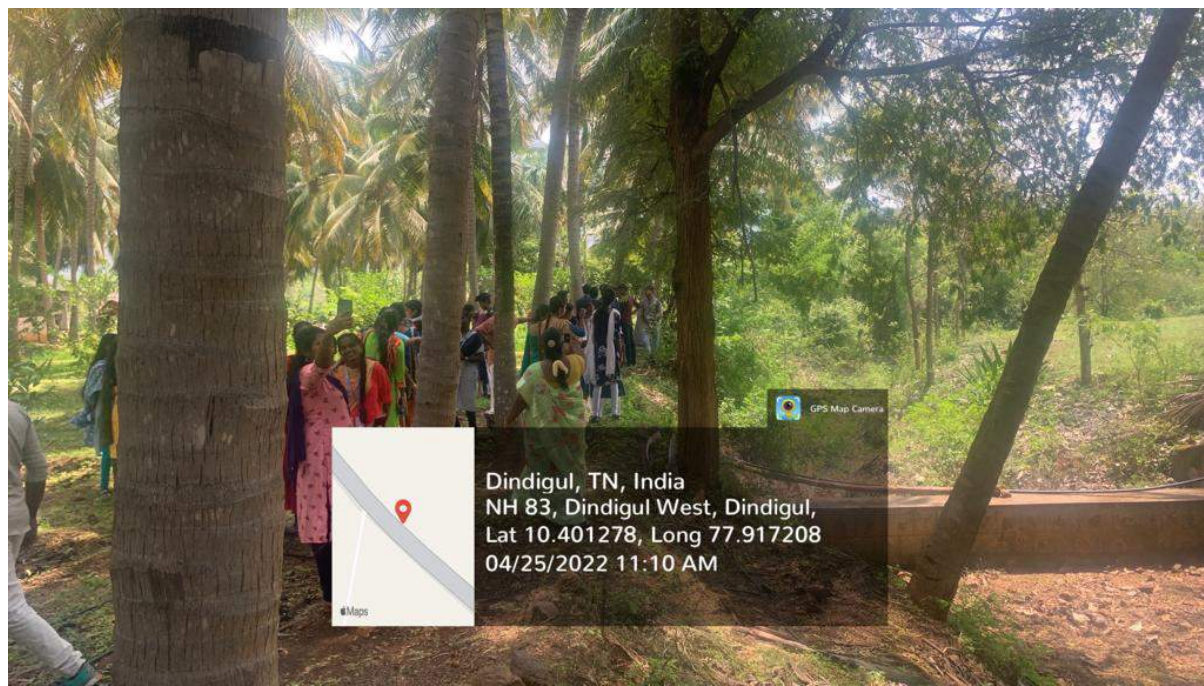 GPS Map Camera
Dindigul, TN, India
NH 83, Dindigul West, Dindigul,
Lat 10.401278, Long 77.917208
04/25/2022 11:10 AM
Maps